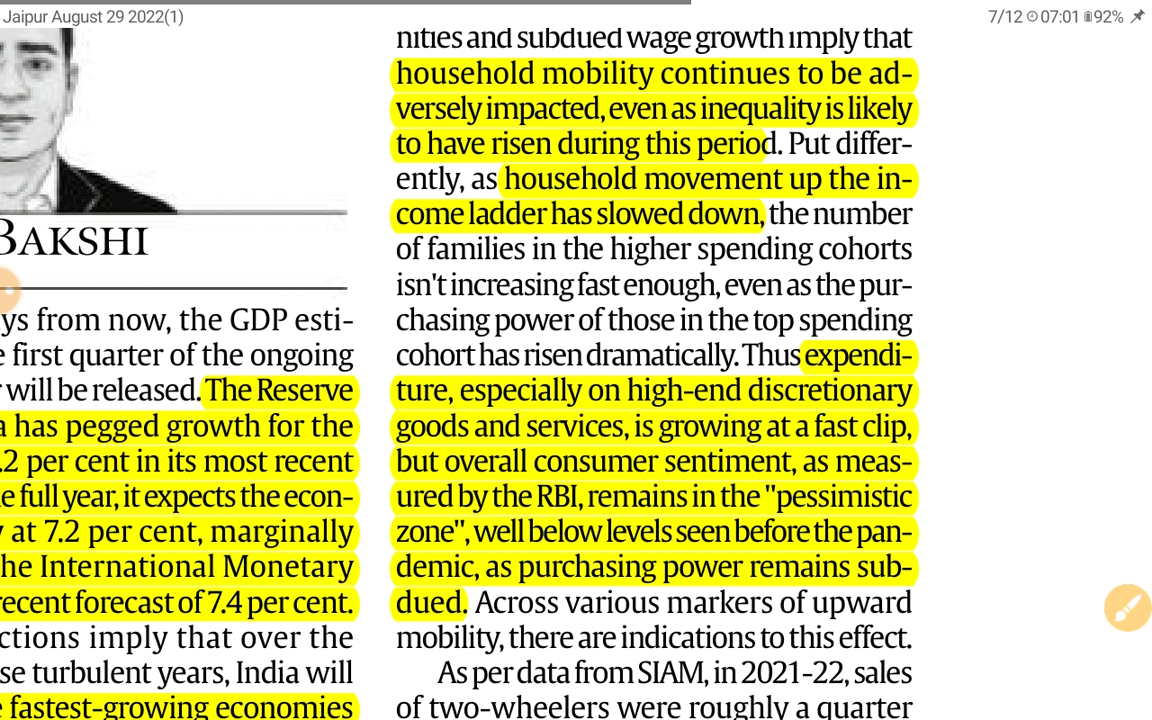 Jaipur August 29 2022(1)
7/12 07:01 92%
BAKSHI
ys from now, the GDP esti-
e first quarter of the ongoing
r will be released. The Reserve
a has pegged growth for the
.2 per cent in its most recent
e full year, it expects the econ-
y at 7.2 per cent, marginally
he International Monetary
recent forecast of 7.4 per cent.
ctions imply that over the
se turbulent years, India will
e fastest-growing economies
nities and subdued wage growth imply that
household mobility continues to be ad-
versely impacted, even as inequality is likely
to have risen during this period. Put differ-
ently, as household movement up the in-
come ladder has slowed down, the number
of families in the higher spending cohorts
isn't increasing fast enough, even as the pur-
chasing power of those in the top spending
cohort has risen dramatically. Thus expendi-
ture, especially on high-end discretionary
goods and services, is growing at a fast clip,
but overall consumer sentiment, as meas-
ured by the RBI, remains in the "pessimistic
zone", well below levels seen before the pan-
demic, as purchasing power remains sub-
dued. Across various markers of upward
mobility, there are indications to this effect.
As per data from SIAM, in 2021-22, sales
of two-wheelers were roughly a quarter